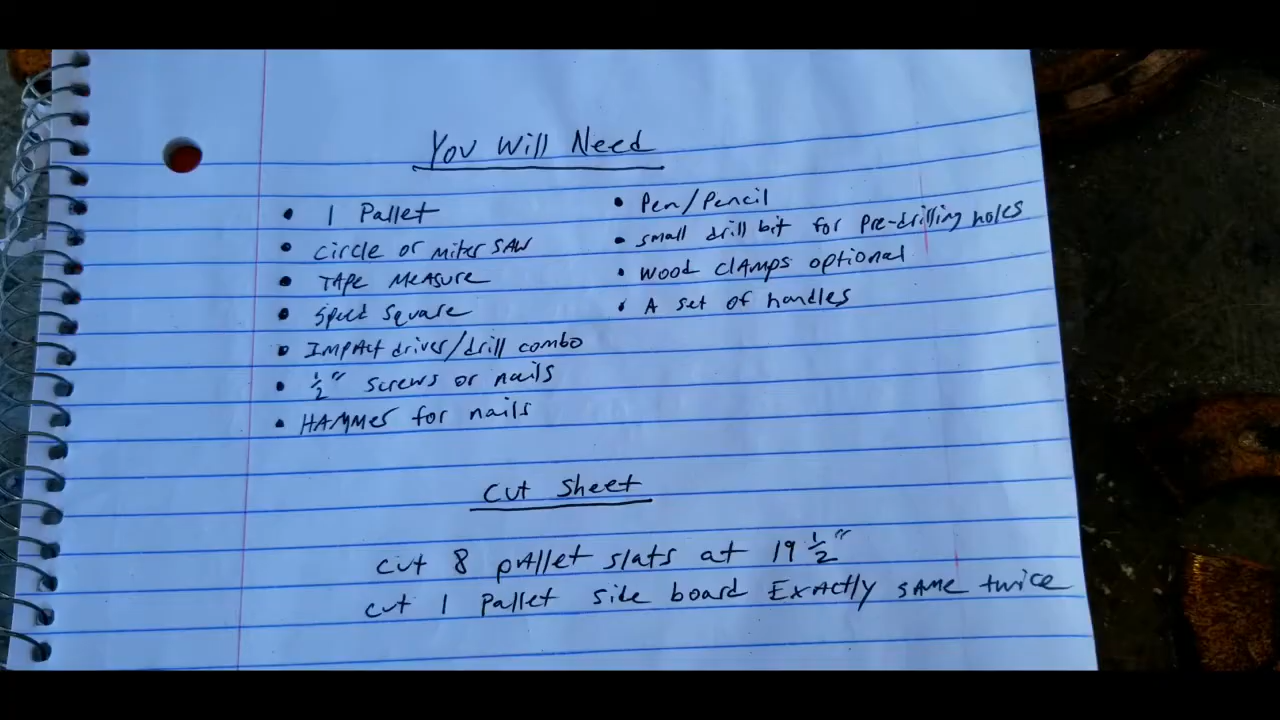 You Will Need
• 1 Pallet
• circle or miter SAW
• TAPE MEASURE
• Speed Square
• IMPACT driver/drill combo
• 1/2" screws or nails
• HAMMER for nails
• Pen/Pencil
• small drill bit for pre-drilling holes
• wood clamps optional
• A set of handles
Cut Sheet
cut 8 pallet slats at 19 1/2"
cut 1 Pallet side board EXACTLY SAME twice